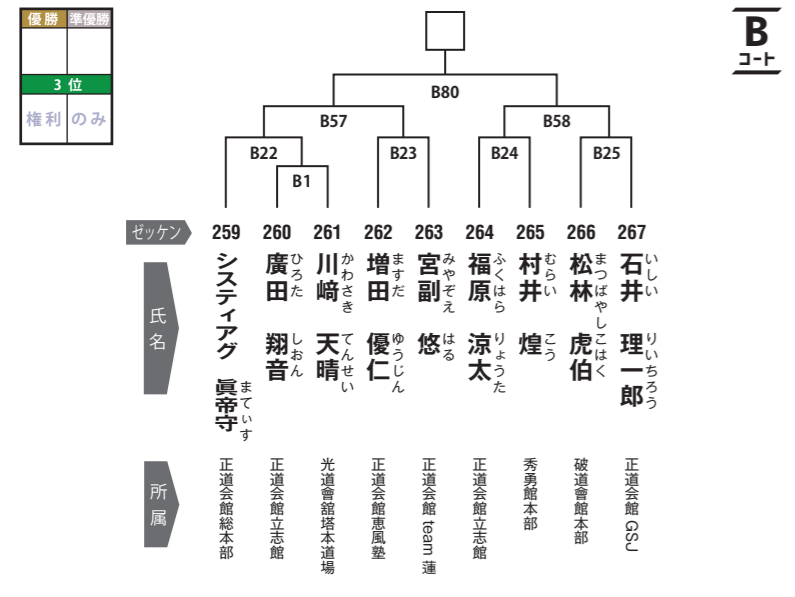 優勝 準優勝
3 位
権利 のみ
B
コート
B80
B57 B58
B22 B23 B24 B25
B1
ゼッケン 259 260 261 262 263 264 265 266 267
氏名
システィアグ 眞帝守 まてぃす
廣田 翔音 ひろた しおん
川﨑 天晴 かわさき てんせい
増田 優仁 ますだ ゆうじん
宮副 悠 みやぞえ はる
福原 涼太 ふくはら りょうた
村井 煌 むらい こう
松林 虎伯 まつばやし こはく
石井 理一郎 いしい りいちろう
所属
正道会館総本部
正道会館立志館
光道會舘塔本道場
正道会館恵風塾
正道会館 team 蓮
正道会館立志館
秀勇館本部
破道會館本部
正道会館 GSJ